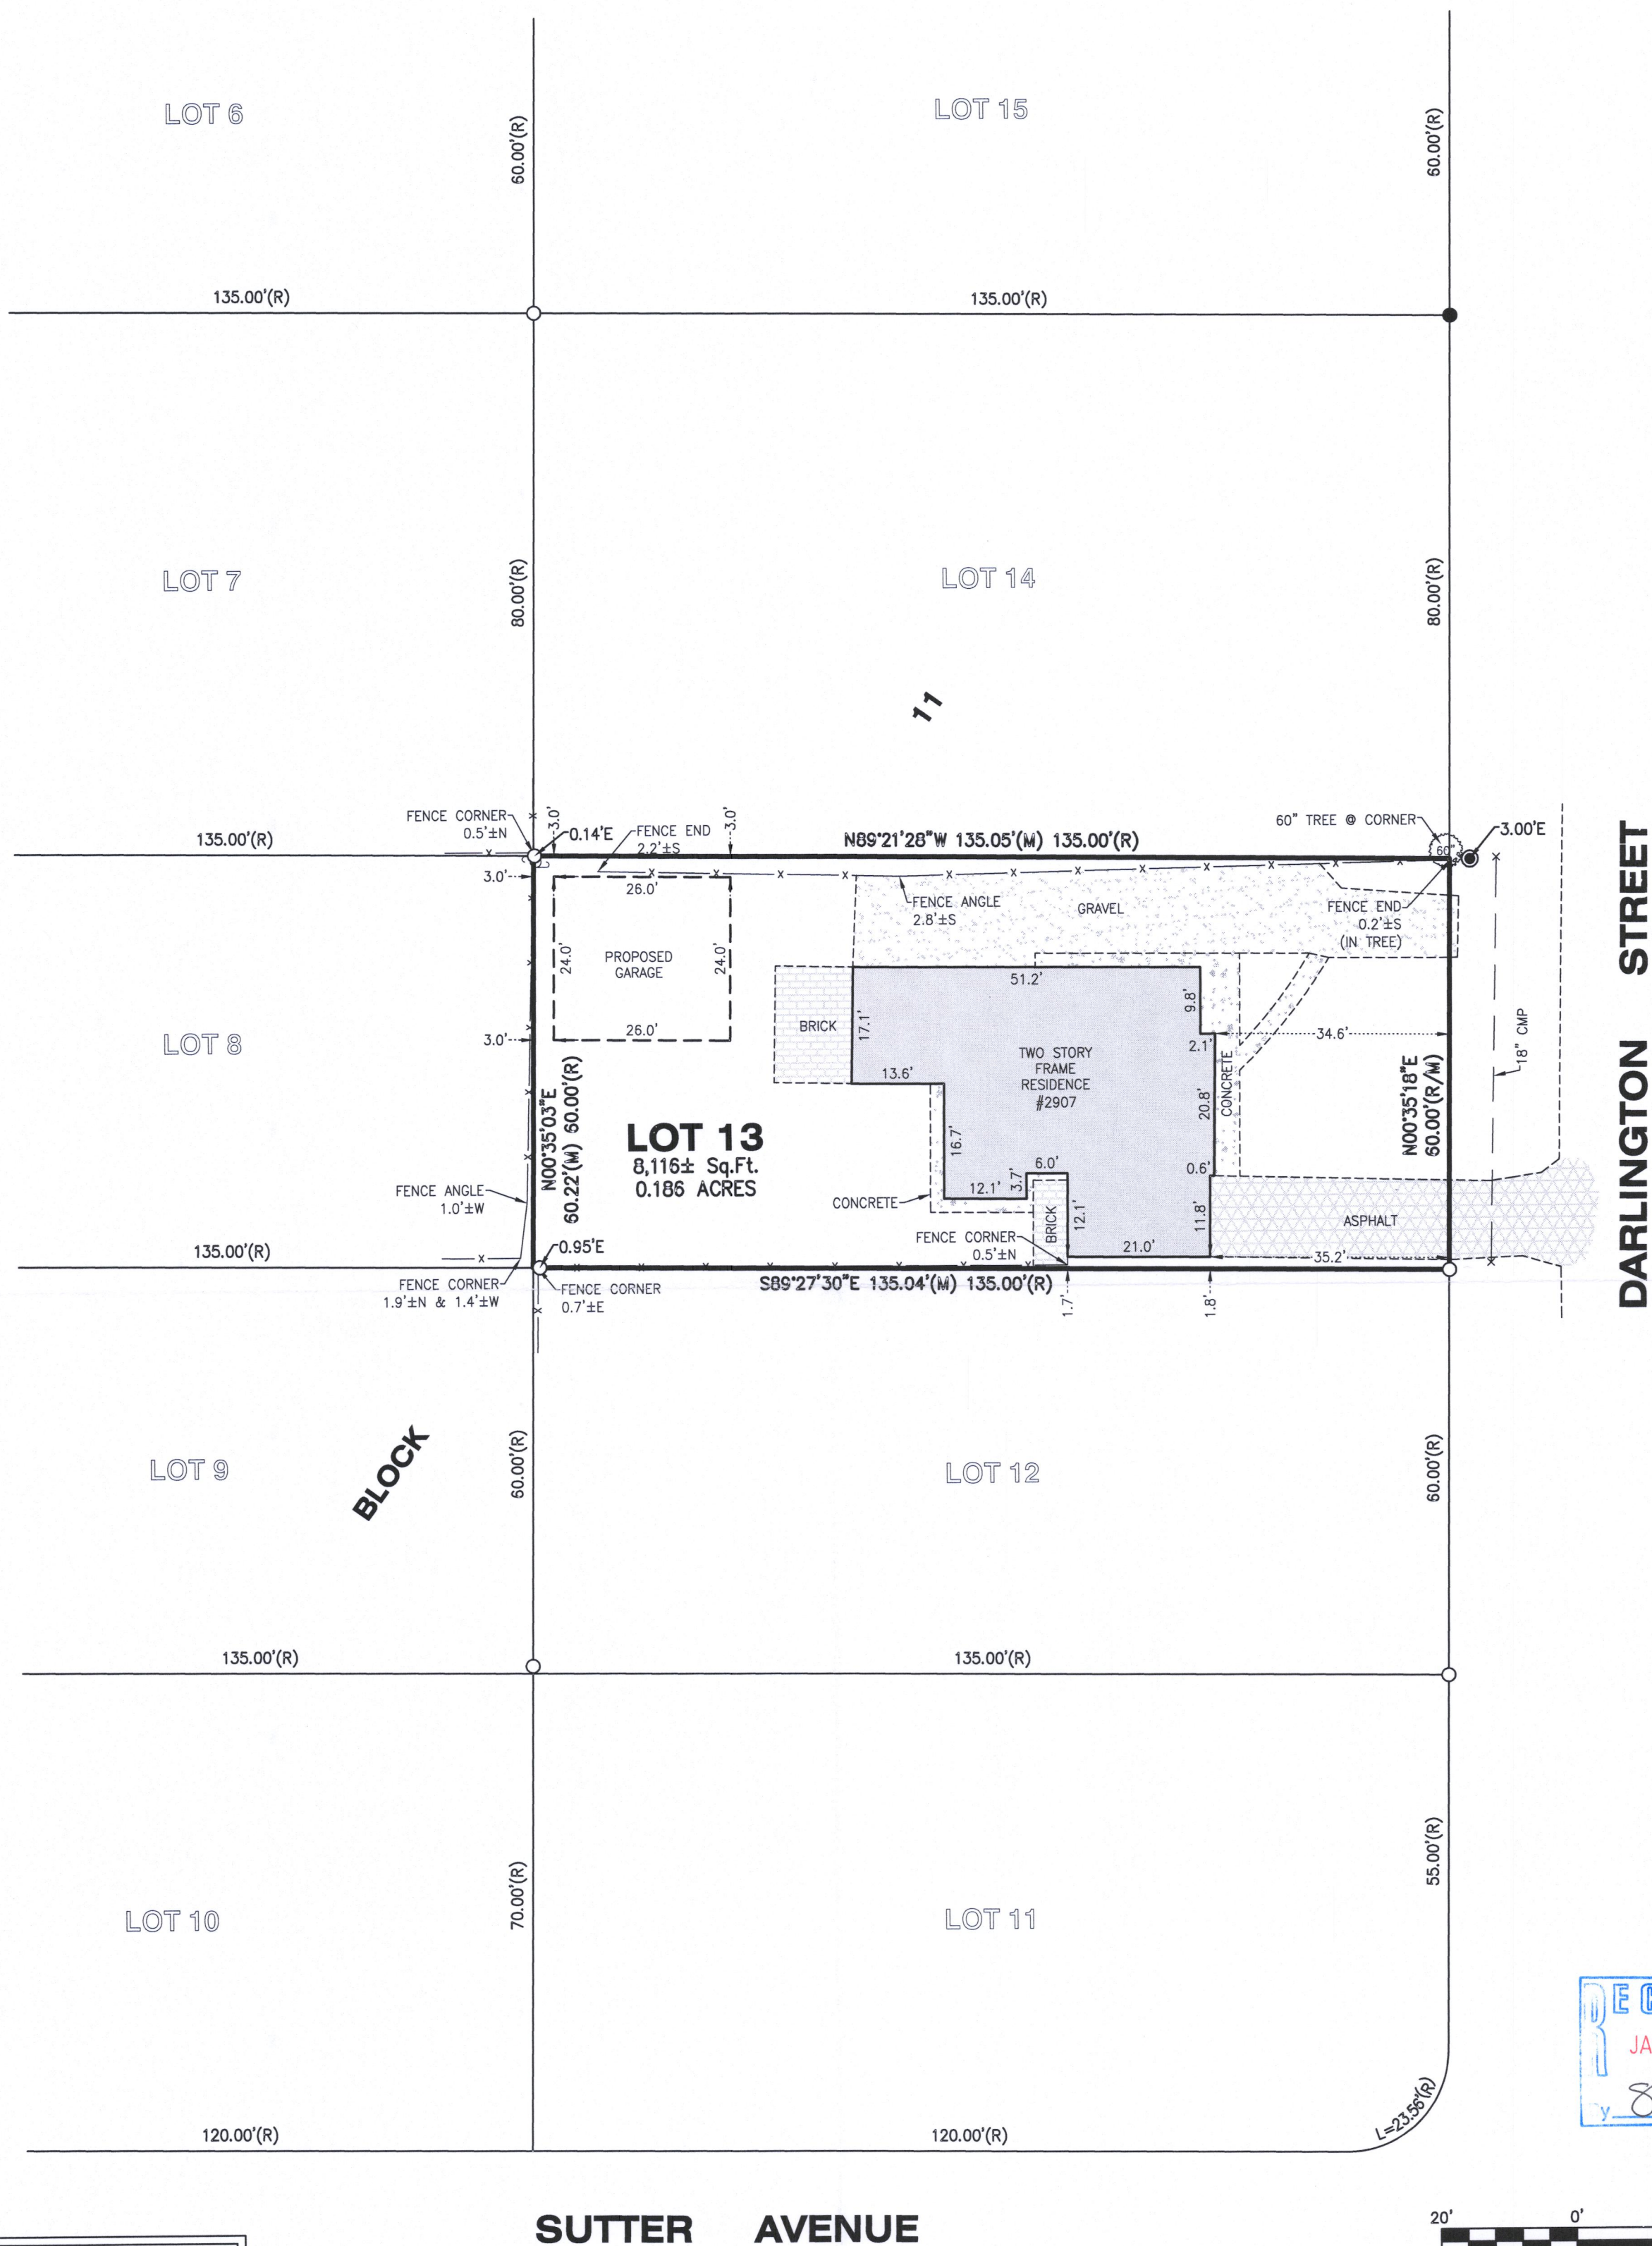 LOT 6
LOT 15
60.00'(R)
60.00'(R)
135.00'(R)
135.00'(R)
LOT 7
80.00'(R)
LOT 14
80.00'(R)
11
FENCE CORNER
0.5'±N
3.0'
0.14'E
FENCE END
2.2'±S
3.0'
N89°21'28"W 135.05'(M) 135.00'(R)
60" TREE @ CORNER
60"
3.00'E
135.00'(R)
3.0'
26.0'
FENCE ANGLE
2.8'±S
GRAVEL
FENCE END
0.2'±S
(IN TREE)
24.0'
PROPOSED
GARAGE
24.0'
26.0'
3.0'
LOT 8
BRICK
17.1'
51.2'
9.8'
2.1'
34.6'
18" CMP
TWO STORY
FRAME
RESIDENCE
#2907
13.6'
20.8'
CONCRETE
N00°35'18"E
60.00'(R/M)
N00°35'03"E
60.22'(M) 60.00'(R)
LOT 13
8,116± Sq.Ft.
0.186 ACRES
16.7'
6.0'
3.7'
12.1'
0.6'
FENCE ANGLE
1.0'±W
CONCRETE
BRICK
12.1'
11.8'
ASPHALT
FENCE CORNER
0.5'±N
21.0'
35.2'
135.00'(R)
0.95'E
FENCE CORNER
1.9'±N & 1.4'±W
FENCE CORNER
0.7'±E
S89°27'30"E 135.04'(M) 135.00'(R)
1.7'
1.8'
DARLINGTON STREET
BLOCK
LOT 9
60.00'(R)
LOT 12
60.00'(R)
135.00'(R)
135.00'(R)
LOT 10
70.00'(R)
LOT 11
55.00'(R)
L=23.56'(R)
120.00'(R)
120.00'(R)
SUTTER AVENUE
20'
0'